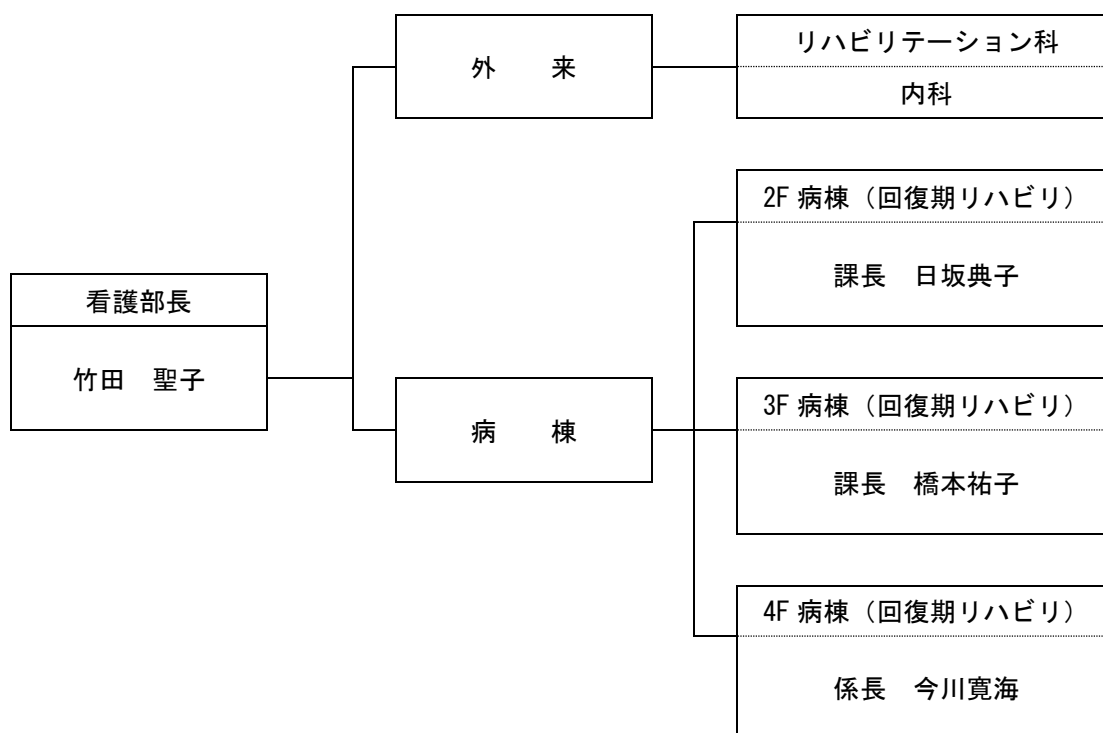 外　　来
リハビリテーション科
内科
2F 病棟（回復期リハビリ）
課長　日坂典子
看護部長
竹田　聖子
病　　棟
3F 病棟（回復期リハビリ）
課長　橋本祐子
4F 病棟（回復期リハビリ）
係長　今川寛海